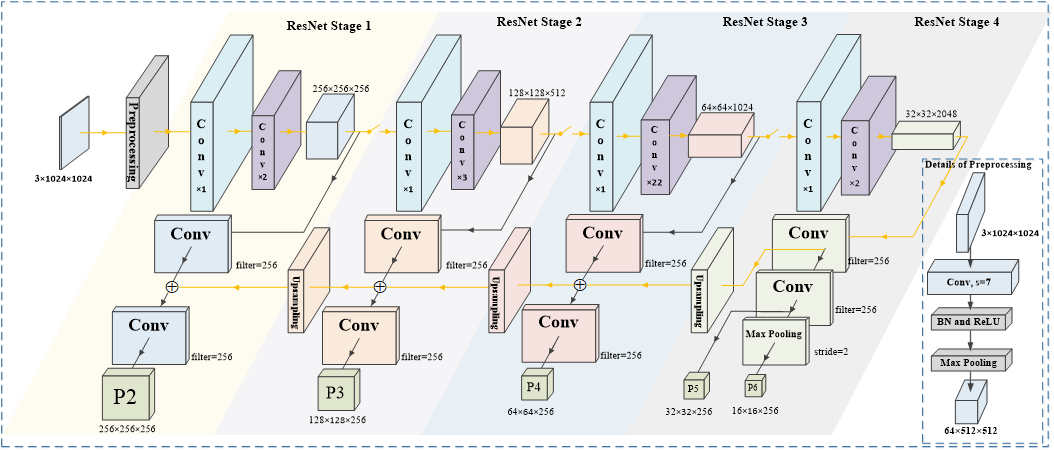 ResNet Stage 1
ResNet Stage 2
ResNet Stage 3
ResNet Stage 4
3×1024×1024
Preprocessing
Conv
×1
Conv
×2
256×256×256
Conv
×1
Conv
×3
128×128×512
Conv
×1
Conv
×22
64×64×1024
Conv
×1
Conv
×2
32×32×2048
Conv
filter=256
Upsampling
Conv
filter=256
Upsampling
Conv
filter=256
Upsampling
Conv
Conv
filter=256
Conv
filter=256
Conv
filter=256
Conv
filter=256
Max Pooling
stride=2
P2
256×256×256
P3
128×128×256
P4
64×64×256
P5
32×32×256
P6
16×16×256
Details of Preprocessing
3×1024×1024
Conv, s=7
BN and ReLU
Max Pooling
64×512×512